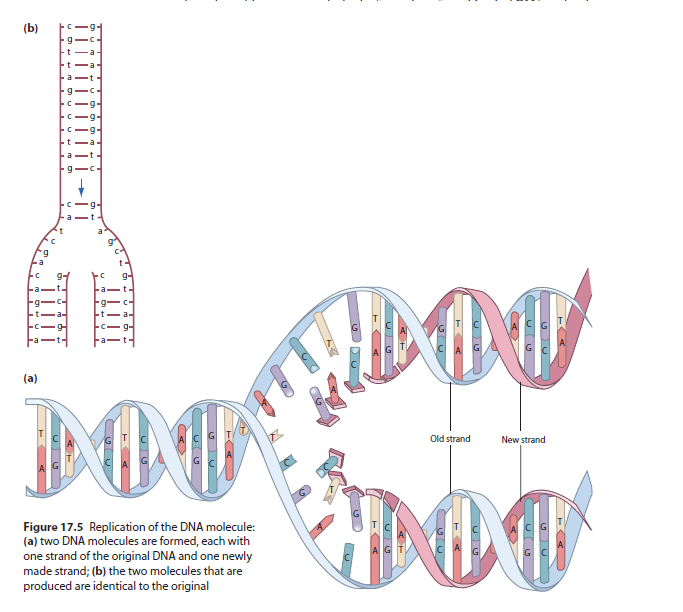 (b)
c g
g c
t a
t a
a t
g c
c g
c g
c g
t a
a t
g c
c g
a t
t a
c g
g c
a t
c g c g
a t a t
g c g c
t a t a
c g c g
a t a t
(a)
T C A G T C A C G T T
A G T C A G G C A
G T C A G T C A C G T
A G T C A G G C A
C T C
G A G
A T C G A
Old strand New strand
C T G
G T C A G T C A C G T
A C A G T C A G G C A
Figure 17.5 Replication of the DNA molecule:
(a) two DNA molecules are formed, each with
one strand of the original DNA and one newly
made strand; (b) the two molecules that are
produced are identical to the original